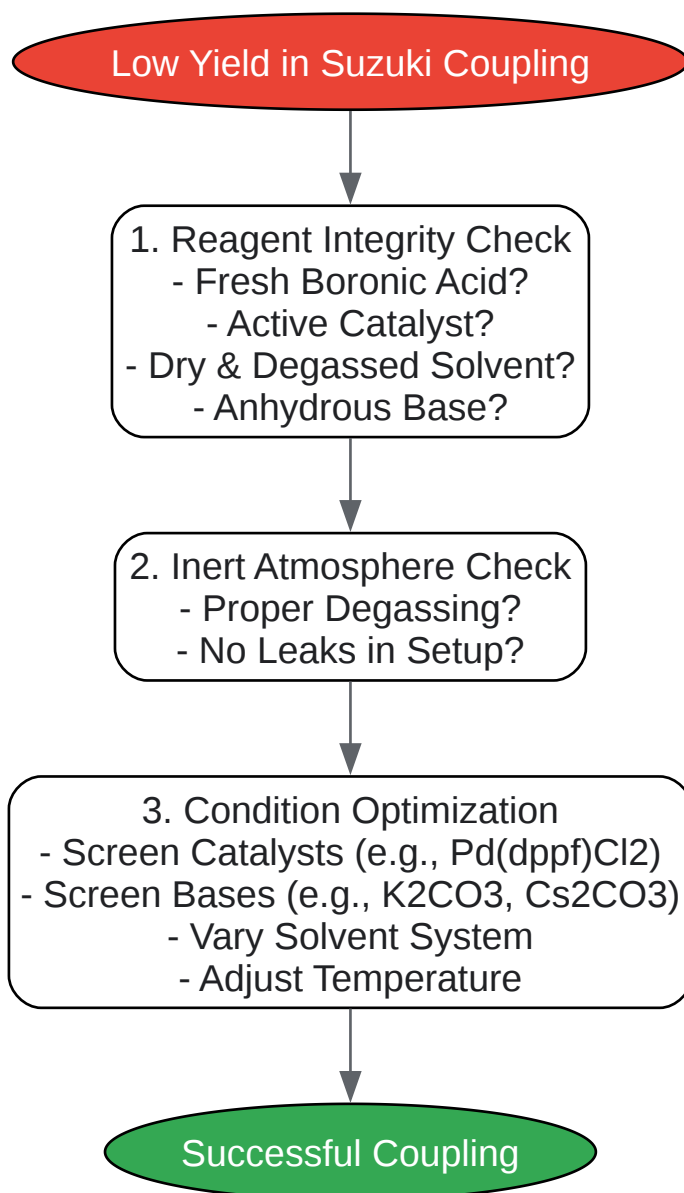 Low Yield in Suzuki Coupling
1. Reagent Integrity Check
- Fresh Boronic Acid?
- Active Catalyst?
- Dry & Degassed Solvent?
- Anhydrous Base?
2. Inert Atmosphere Check
- Proper Degassing?
- No Leaks in Setup?
3. Condition Optimization
- Screen Catalysts (e.g., Pd(dppf)Cl2)
- Screen Bases (e.g., K2CO3, Cs2CO3)
- Vary Solvent System
- Adjust Temperature
Successful Coupling